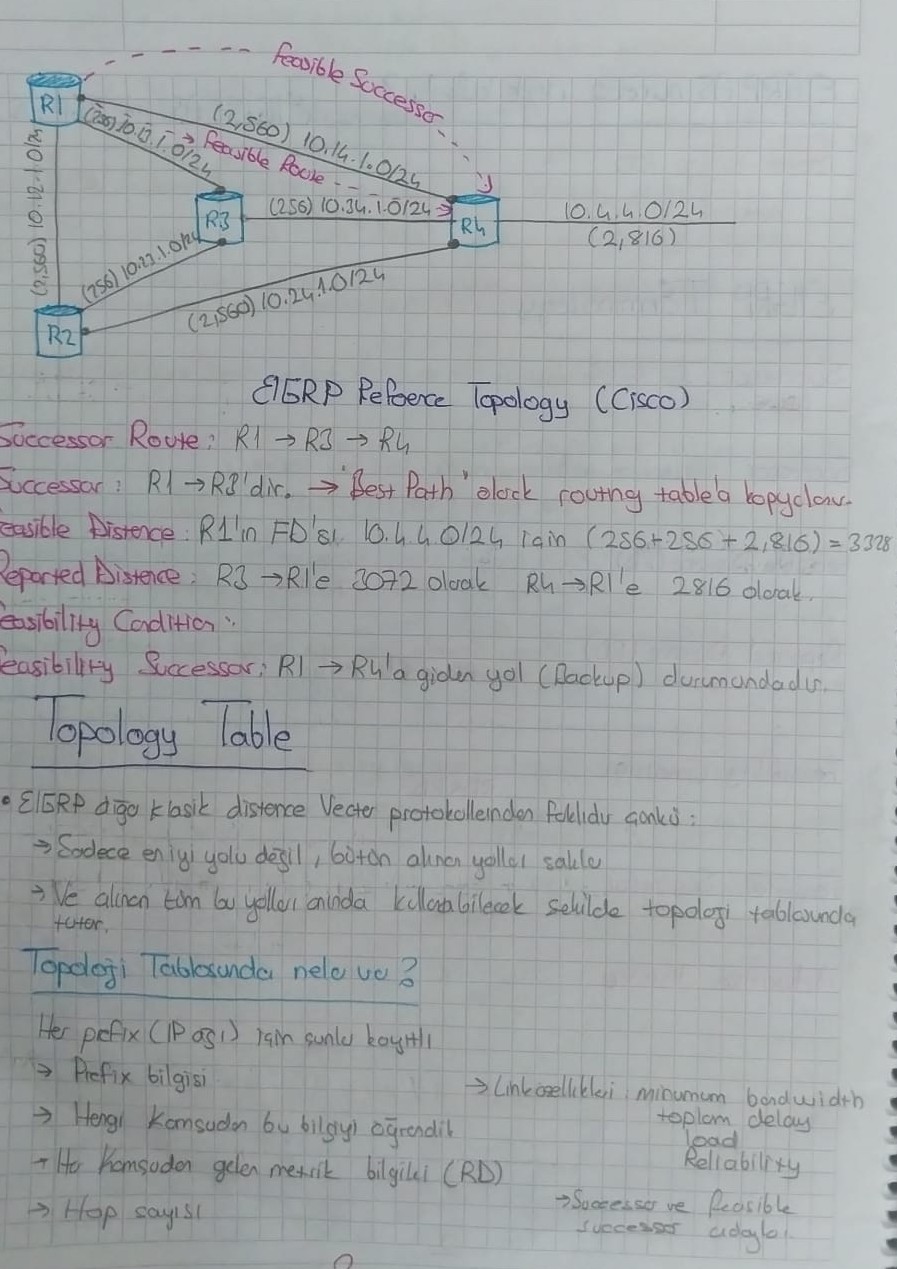 Feasible Successor
R1
(2,560) 10.14.1.0/24
(256) 10.13.1.0/24
→ Feasible Route
(2,560) 10.12.1.0/24
R3
(256) 10.34.1.0/24
R4
10.4.4.0/24
(2,816)
(256) 10.23.1.0/24
(2,560) 10.24.1.0/24
R2
EIGRP Referece Topology (Cisco)
Successor Route: R1 → R3 → R4
Successor: R1 → R3'dir. → "Best Path" olarak routing table'a kopyalanır.
easible Distence: R1'in FD'si 10.4.4.0/24 için (256+256+2,816) = 3328
Reported Distence: R3 → R1'e 3072 olarak R4 → R1'e 2816 olarak.
easibility Condition:
easibility Successor: R1 → R4'a giden yol (Backup) durumundadır.
Topology Table
• EIGRP diğer klasik distence Vector protokollerinden farklıdır çünkü:
→ Sadece en iyi yolu değil, bütün alınan yolları saklar
→ Ve alınan tüm bu yolları anında kullanabilecek şekilde topoloji tablosunda
tutar.
Topoloji Tablosunda neler var?
Her prefix (IP ağı) için şunlar kayıtlı
→ Prefix bilgisi
→ Link özellikleri: minumum bandwidth
toplam delay
load
Reliability
→ Hangi Komşudan bu bilgiyi öğrendik
→ Her Komşudan gelen metrik bilgileri (RD)
→ Hop sayısı
→ Successor ve feasible
successor adayları